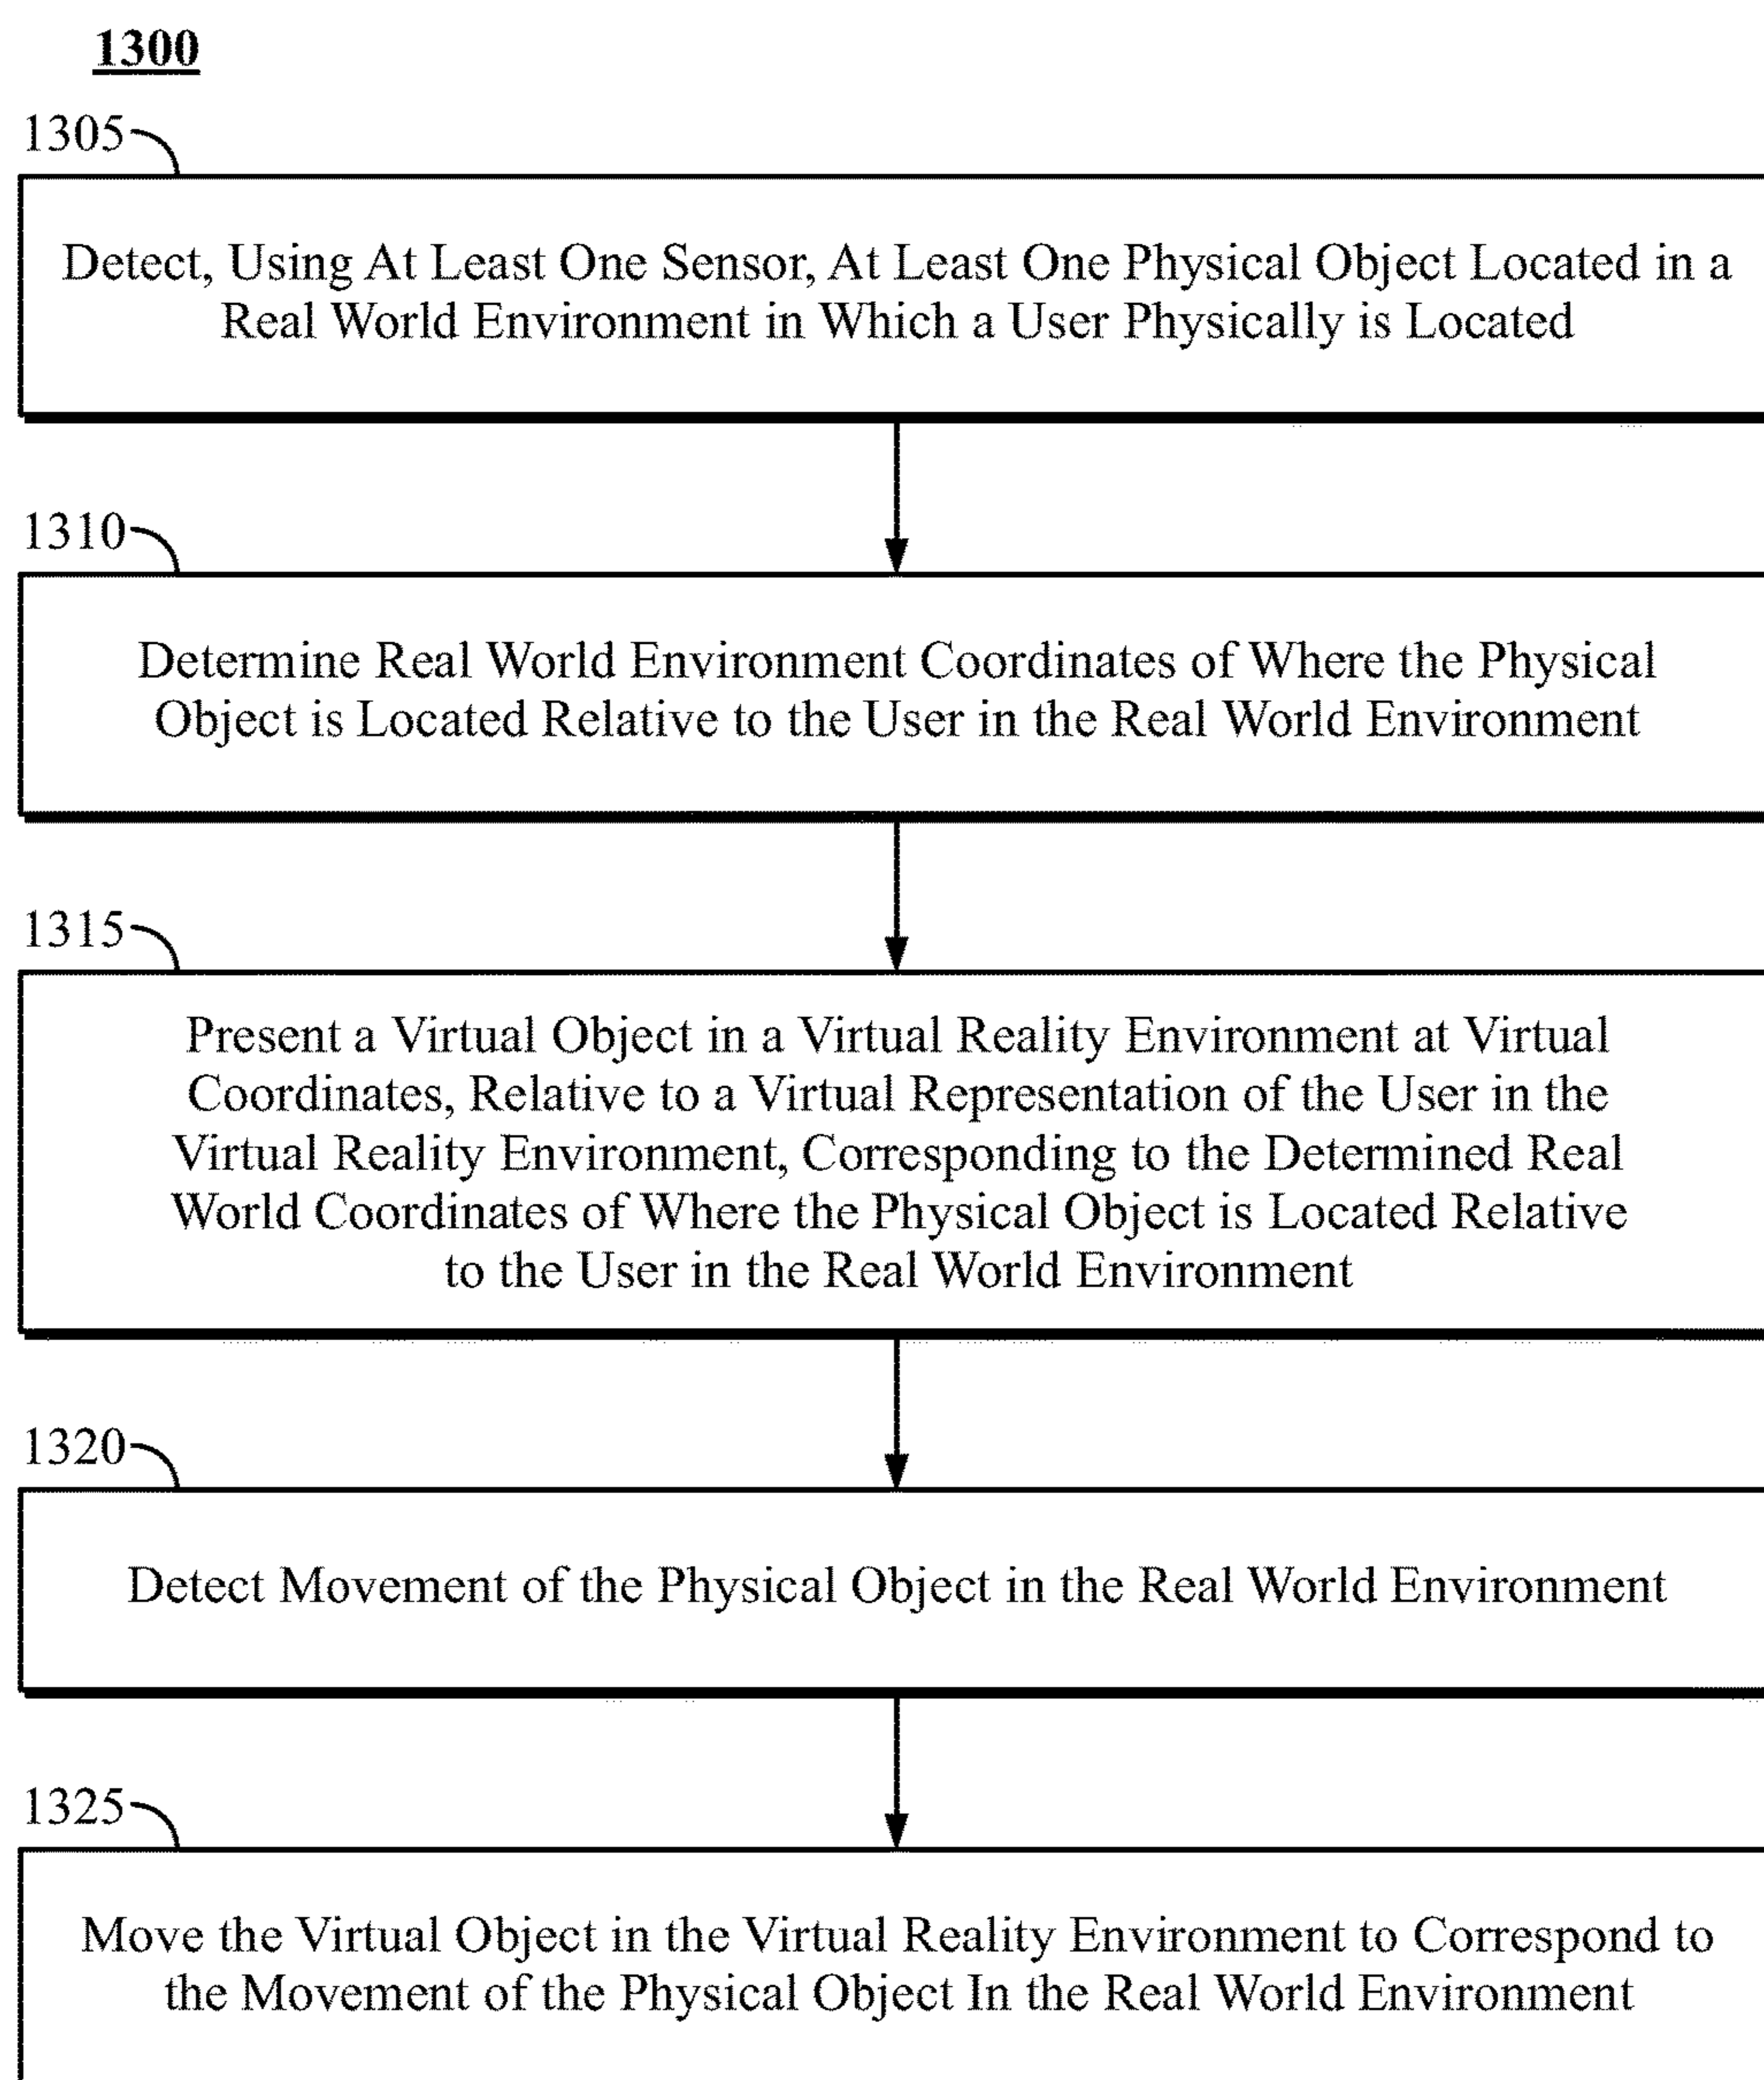 1300
1305
Detect, Using At Least One Sensor, At Least One Physical Object Located in a
Real World Environment in Which a User Physically is Located
1310
Determine Real World Environment Coordinates of Where the Physical
Object is Located Relative to the User in the Real World Environment
1315
Present a Virtual Object in a Virtual Reality Environment at Virtual
Coordinates, Relative to a Virtual Representation of the User in the
Virtual Reality Environment, Corresponding to the Determined Real
World Coordinates of Where the Physical Object is Located Relative
to the User in the Real World Environment
1320
Detect Movement of the Physical Object in the Real World Environment
1325
Move the Virtual Object in the Virtual Reality Environment to Correspond to
the Movement of the Physical Object In the Real World Environment